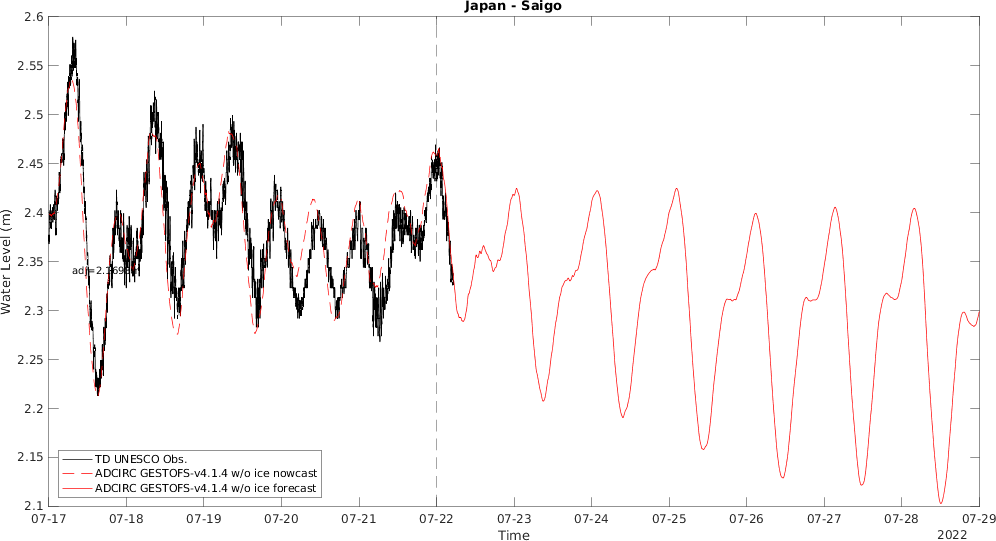 Japan - Saigo
Water Level (m)
2.6
2.55
2.5
2.45
2.4
2.35
2.3
2.25
2.2
2.15
2.1
TD UNESCO Obs.
ADCIRC GESTOFS-v4.1.4 w/o ice nowcast
ADCIRC GESTOFS-v4.1.4 w/o ice forecast
07-17 07-18 07-19 07-20 07-21 07-22 07-23 07-24 07-25 07-26 07-27 07-28 07-29
Time
2022